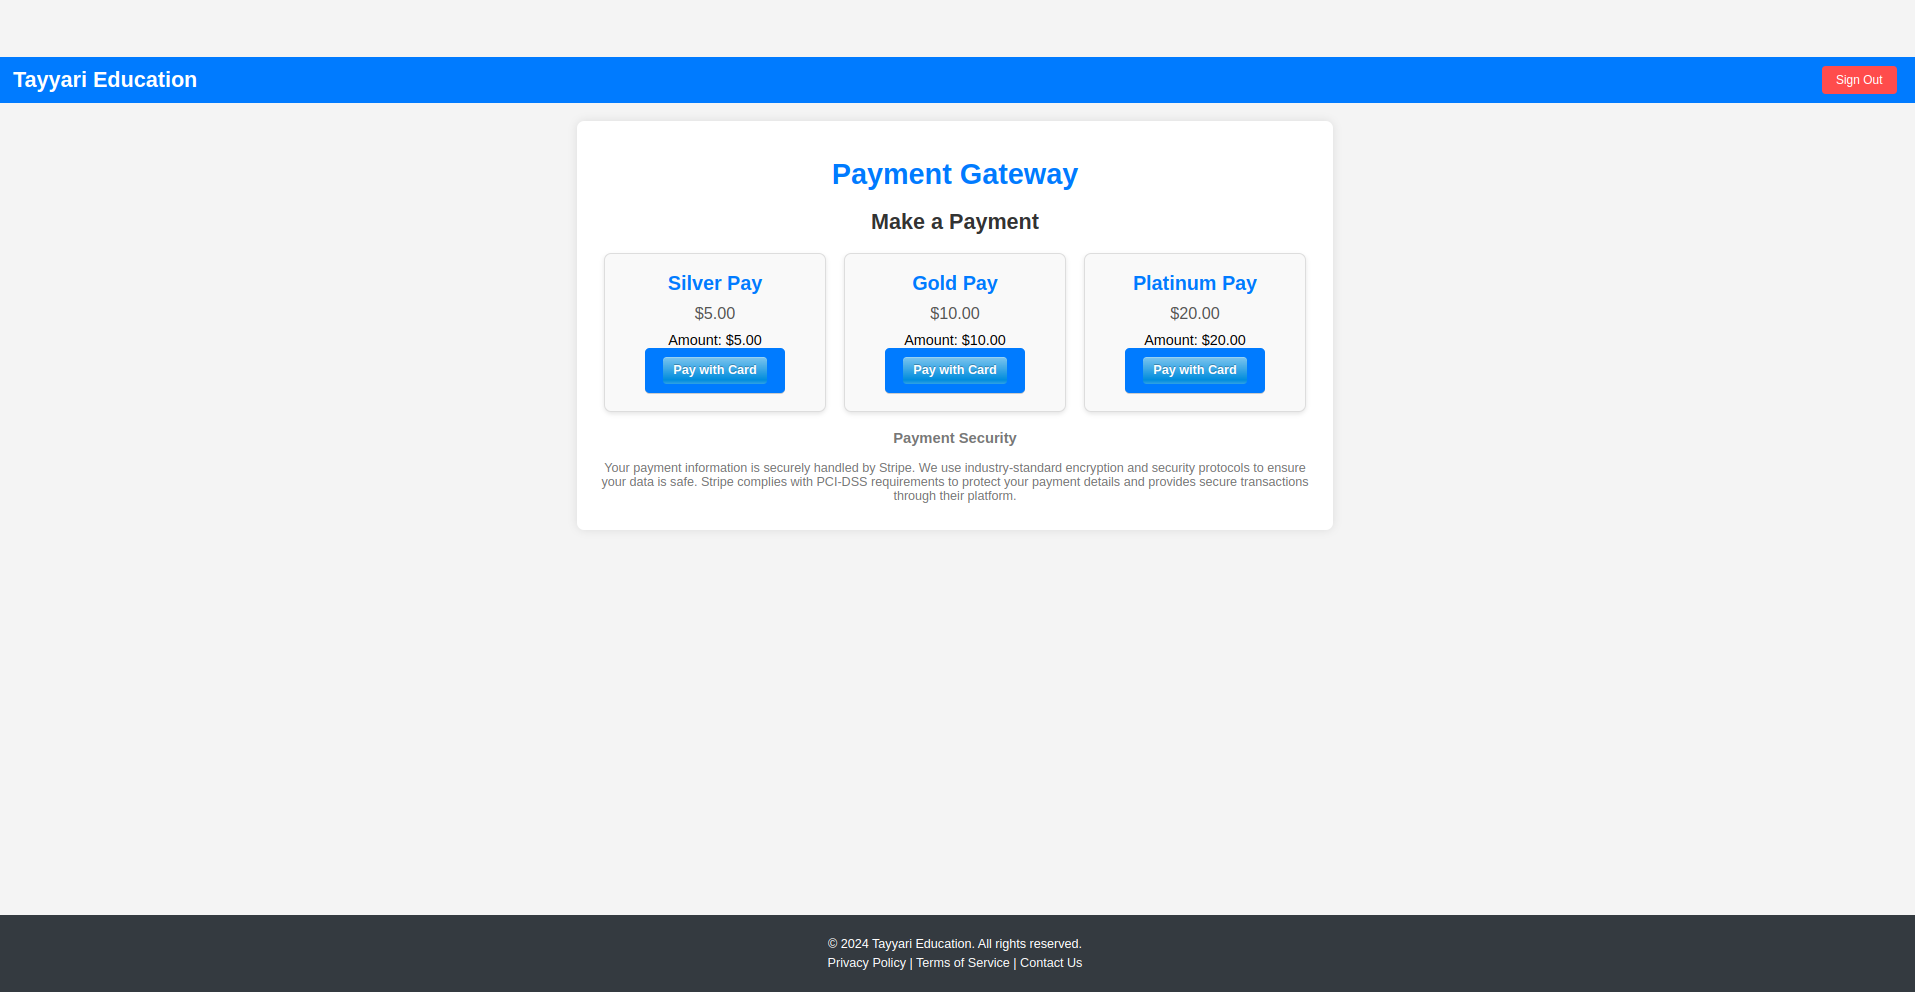 Tayyari Education
Sign Out
Payment Gateway
Make a Payment
Silver Pay
$5.00
Amount: $5.00
Pay with Card
Gold Pay
$10.00
Amount: $10.00
Pay with Card
Platinum Pay
$20.00
Amount: $20.00
Pay with Card
Payment Security
Your payment information is securely handled by Stripe. We use industry-standard encryption and security protocols to ensure
your data is safe. Stripe complies with PCI-DSS requirements to protect your payment details and provides secure transactions
through their platform.
© 2024 Tayyari Education. All rights reserved.
Privacy Policy | Terms of Service | Contact Us